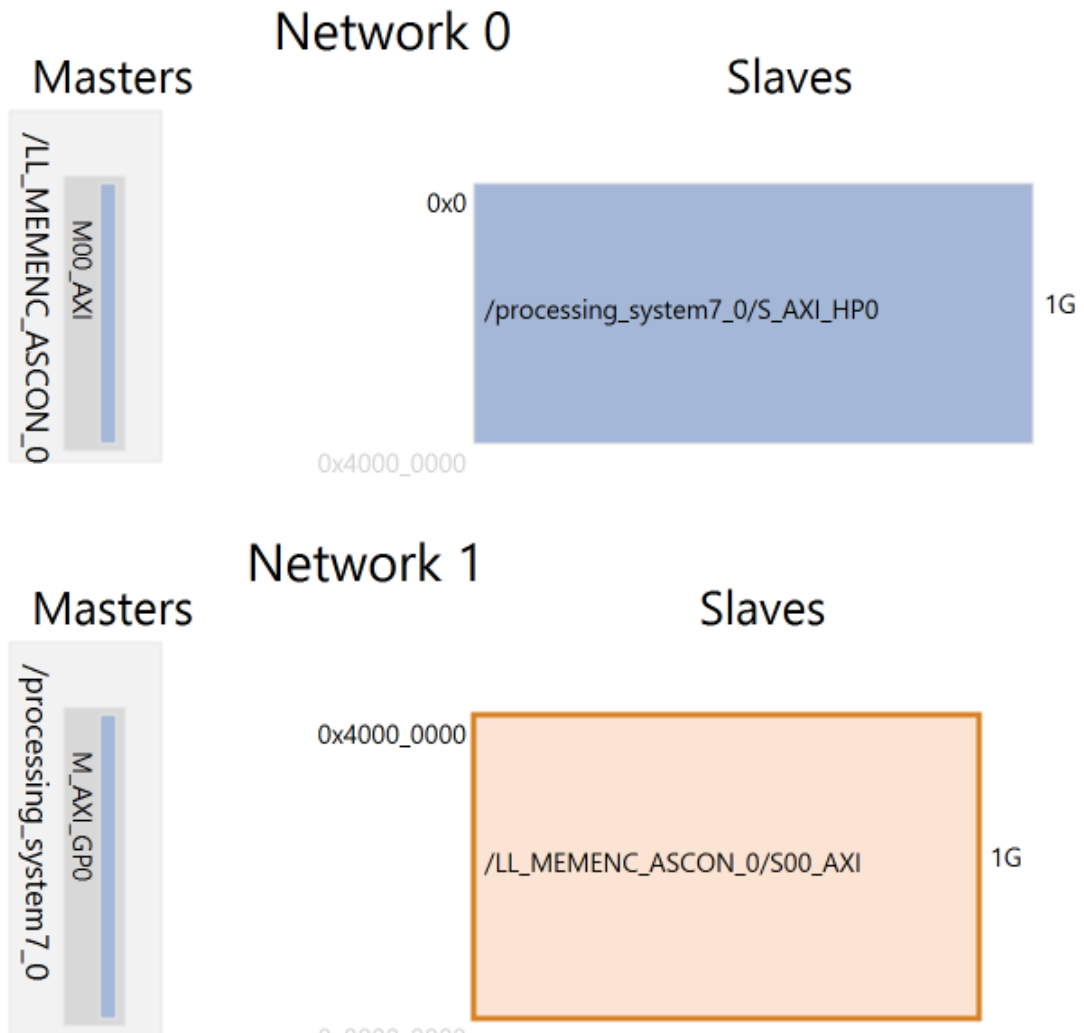 Network 0
Masters
Slaves
/LL_MEMENC_ASCON_0
M00_AXI
0x0
/processing_system7_0/S_AXI_HP0
1G
0x4000_0000
Network 1
Masters
Slaves
/processing_system7_0
M_AXI_GP0
0x4000_0000
/LL_MEMENC_ASCON_0/S00_AXI
1G